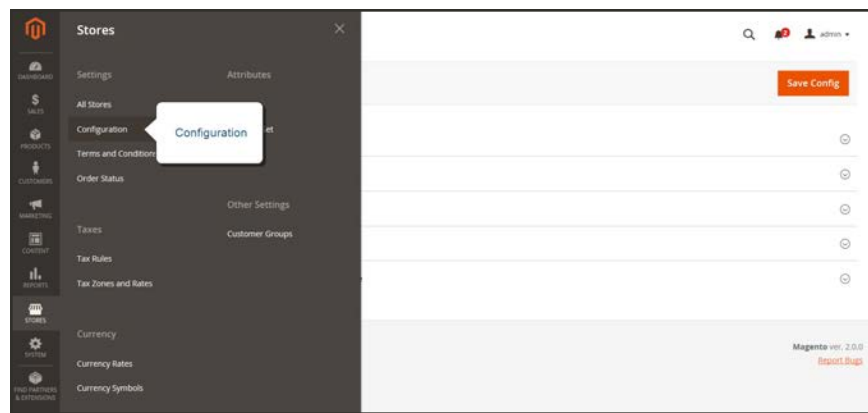 DASHBOARD
SALES
PRODUCTS
CUSTOMERS
MARKETING
CONTENT
REPORTS
STORES
SYSTEM
FIND PARTNERS
& EXTENSIONS
Stores
Settings
All Stores
Configuration
Terms and Conditions
Order Status
Taxes
Tax Rules
Tax Zones and Rates
Currency
Currency Rates
Currency Symbols
Attributes
et
Other Settings
Customer Groups
Configuration
2
admin
Save Config
Magento ver. 2.0.0
Report Bugs